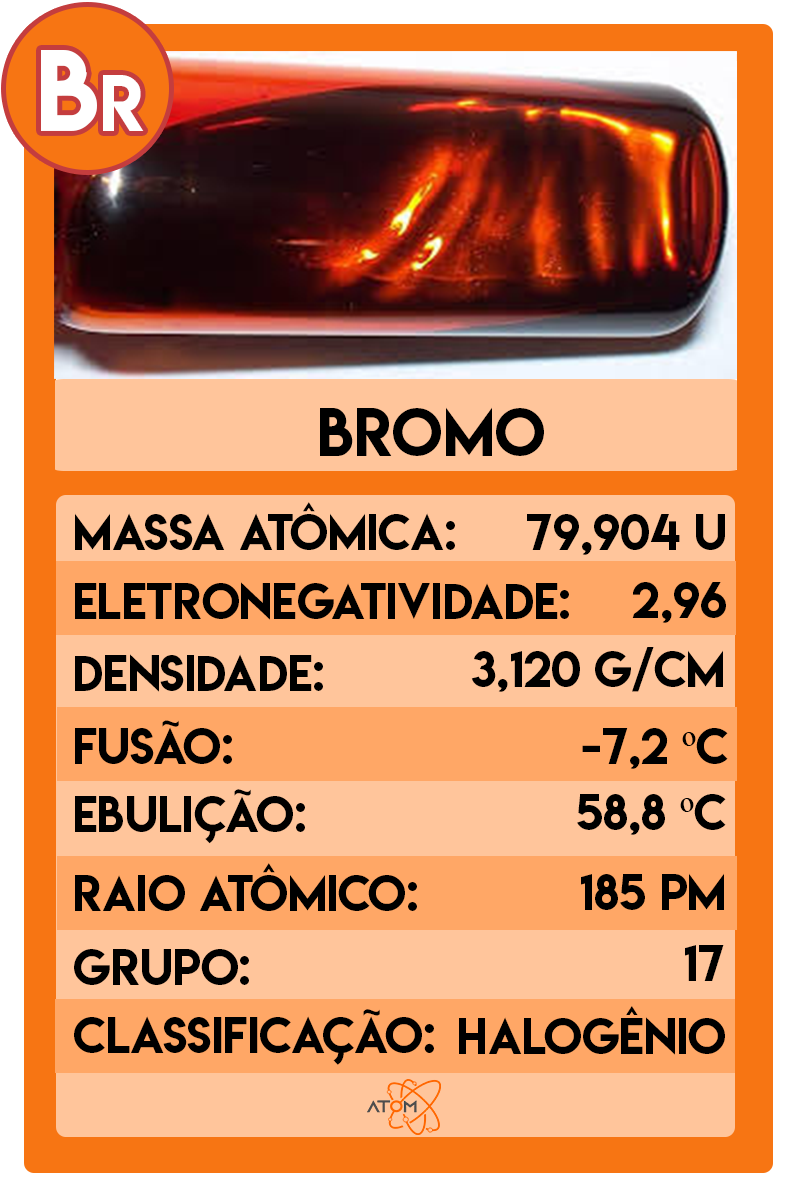 BR
BROMO
MASSA ATÔMICA: 79,904 U
ELETRONEGATIVIDADE: 2,96
DENSIDADE: 3,120 G/CM
FUSÃO: -7,2 ºC
EBULIÇÃO: 58,8 ºC
RAIO ATÔMICO: 185 PM
GRUPO: 17
CLASSIFICAÇÃO: HALOGÊNIO
ATOM